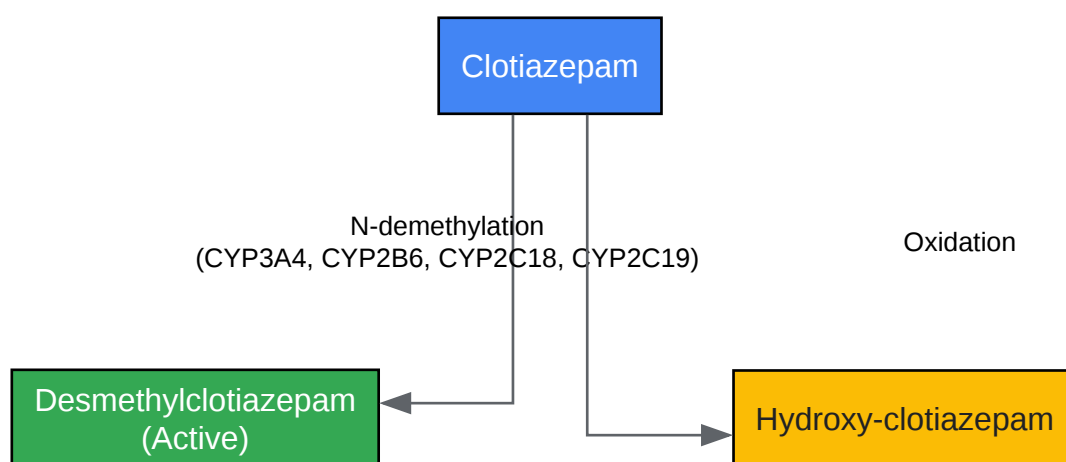 Clotiazepam
N-demethylation
(CYP3A4, CYP2B6, CYP2C18, CYP2C19)
Oxidation
Desmethylclotiazepam
(Active)
Hydroxy-clotiazepam